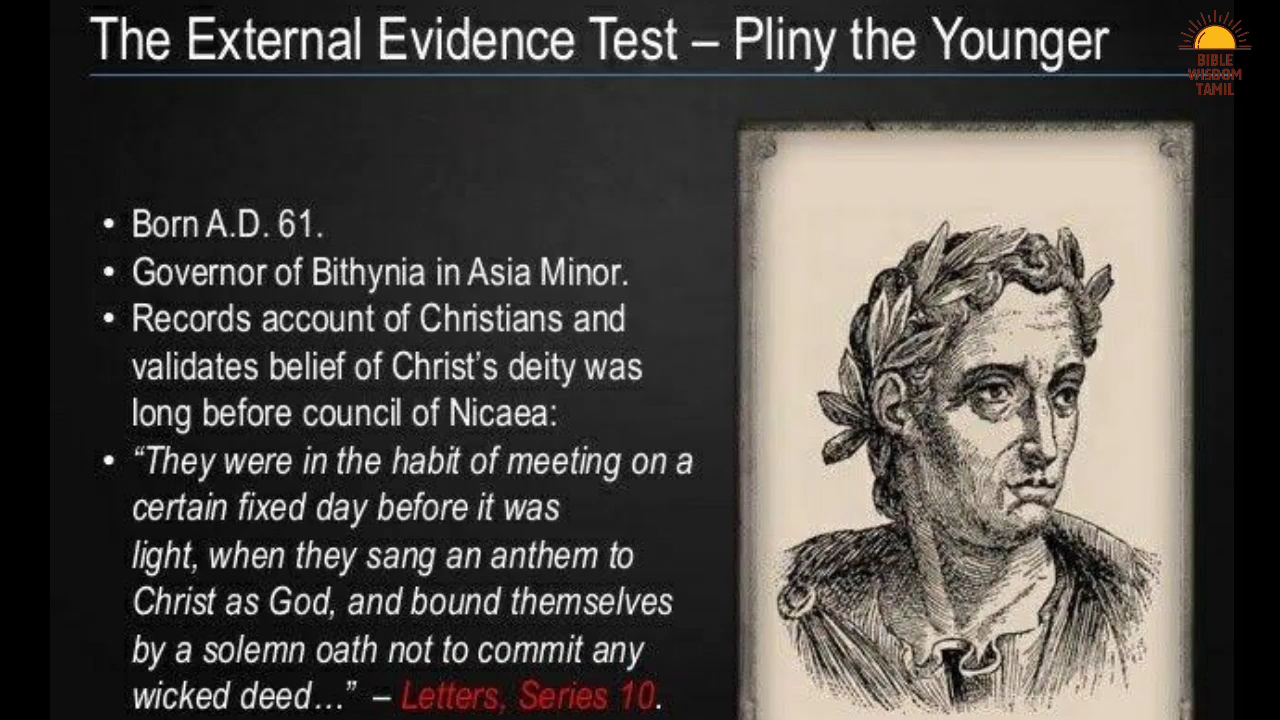 The External Evidence Test – Pliny the Younger
BIBLE
WISDOM
TAMIL
• Born A.D. 61.
• Governor of Bithynia in Asia Minor.
• Records account of Christians and
validates belief of Christ's deity was
long before council of Nicaea:
• “They were in the habit of meeting on a
certain fixed day before it was
light, when they sang an anthem to
Christ as God, and bound themselves
by a solemn oath not to commit any
wicked deed…” – Letters, Series 10.